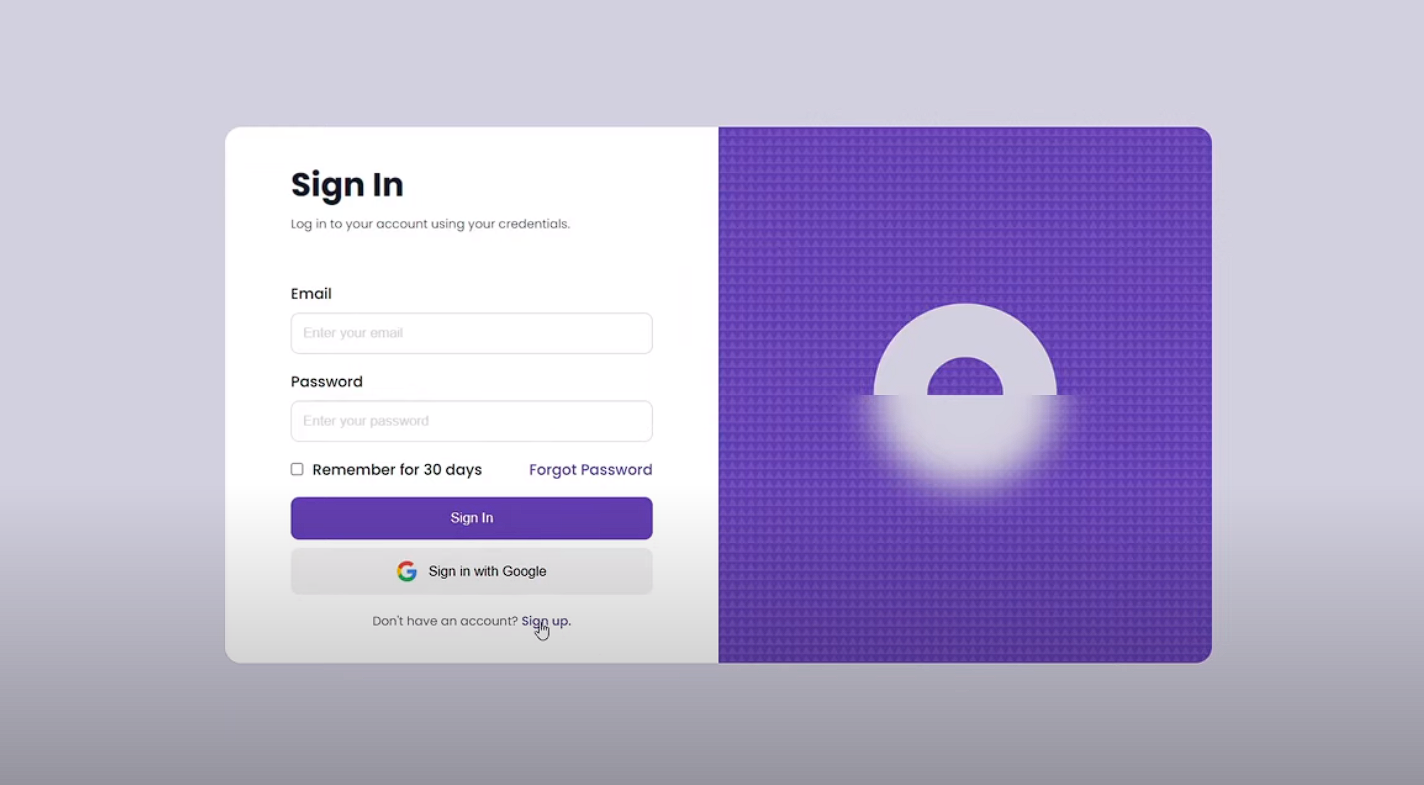 Sign In
Log in to your account using your credentials.
Email
Enter your email
Password
Enter your password
Remember for 30 days Forgot Password
Sign In
Sign in with Google
Don't have an account? Sign up.